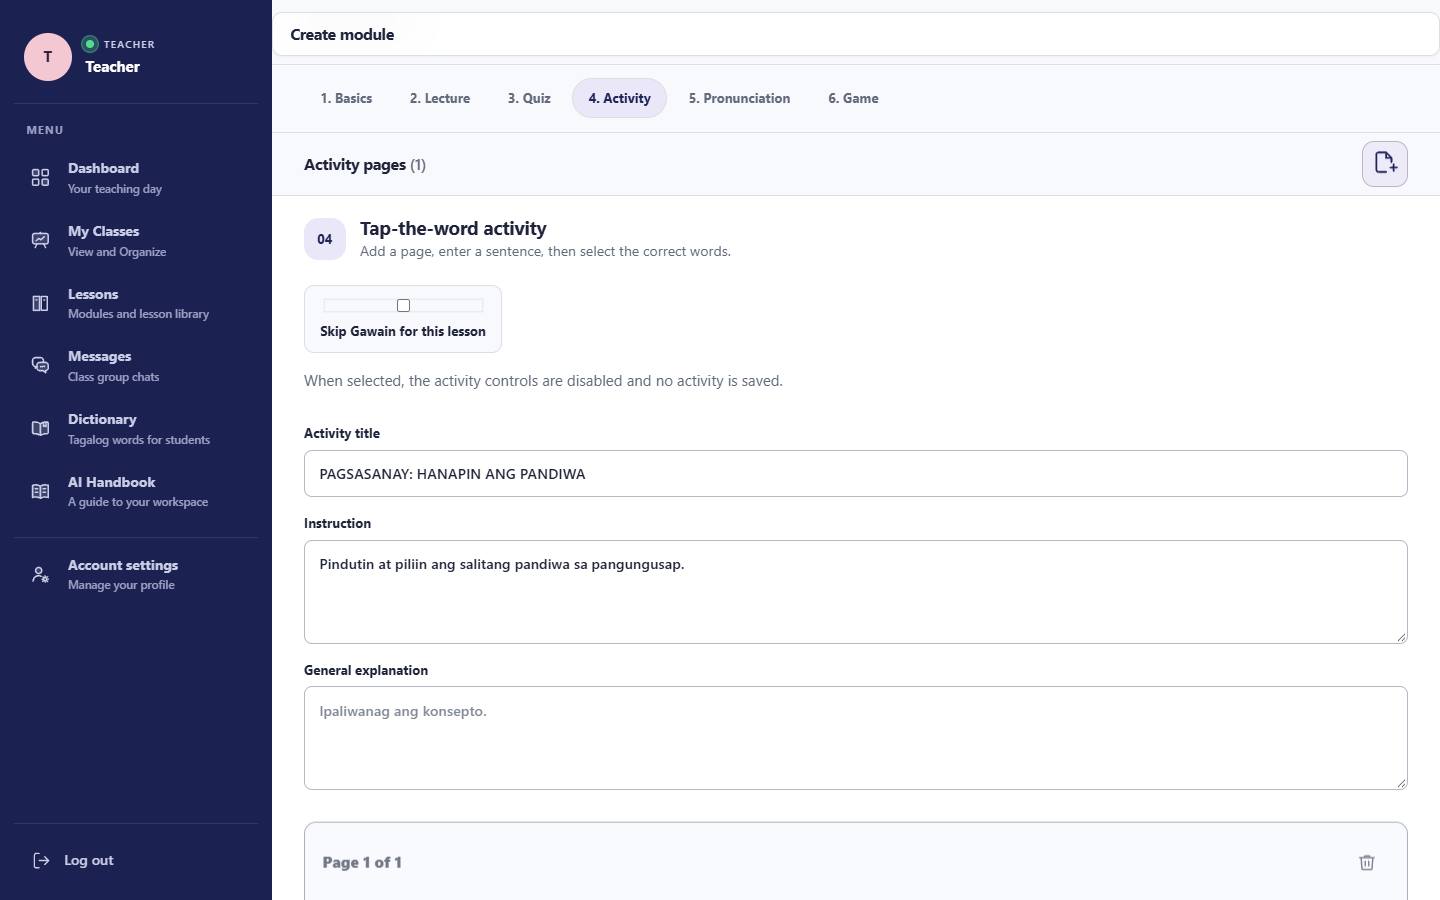 T
TEACHER
Teacher
MENU
Dashboard
Your teaching day
My Classes
View and Organize
Lessons
Modules and lesson library
Messages
Class group chats
Dictionary
Tagalog words for students
AI Handbook
A guide to your workspace
Account settings
Manage your profile
Log out
Create module
1. Basics
2. Lecture
3. Quiz
4. Activity
5. Pronunciation
6. Game
Activity pages (1)
04
Tap-the-word activity
Add a page, enter a sentence, then select the correct words.
Skip Gawain for this lesson
When selected, the activity controls are disabled and no activity is saved.
Activity title
PAGSASANAY: HANAPIN ANG PANDIWA
Instruction
Pindutin at piliin ang salitang pandiwa sa pangungusap.
General explanation
Ipaliwanag ang konsepto.
Page 1 of 1